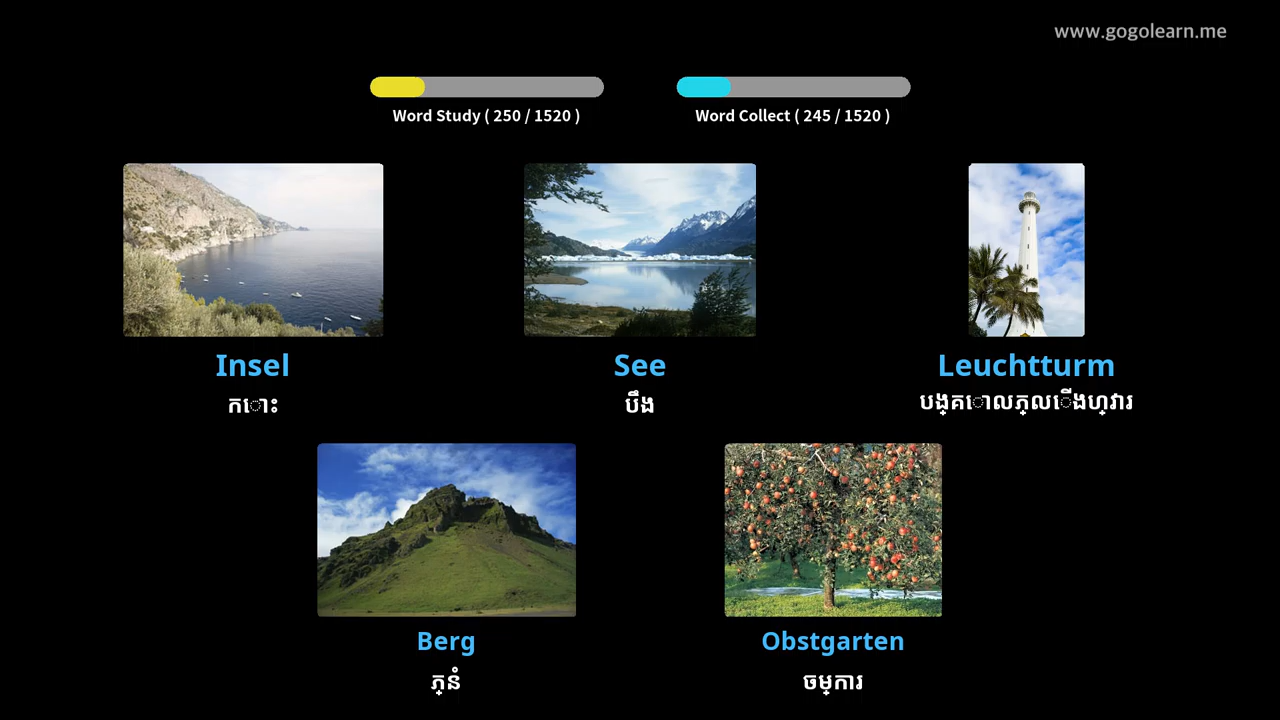 www.gogolearn.me
Word Study ( 250 / 1520 )
Word Collect ( 245 / 1520 )
Insel
See
Leuchtturm
កោះ
បឹង
បង្គោលភ្លើងហ្វារ
Berg
Obstgarten
ភ្នំ
ចម្ការ